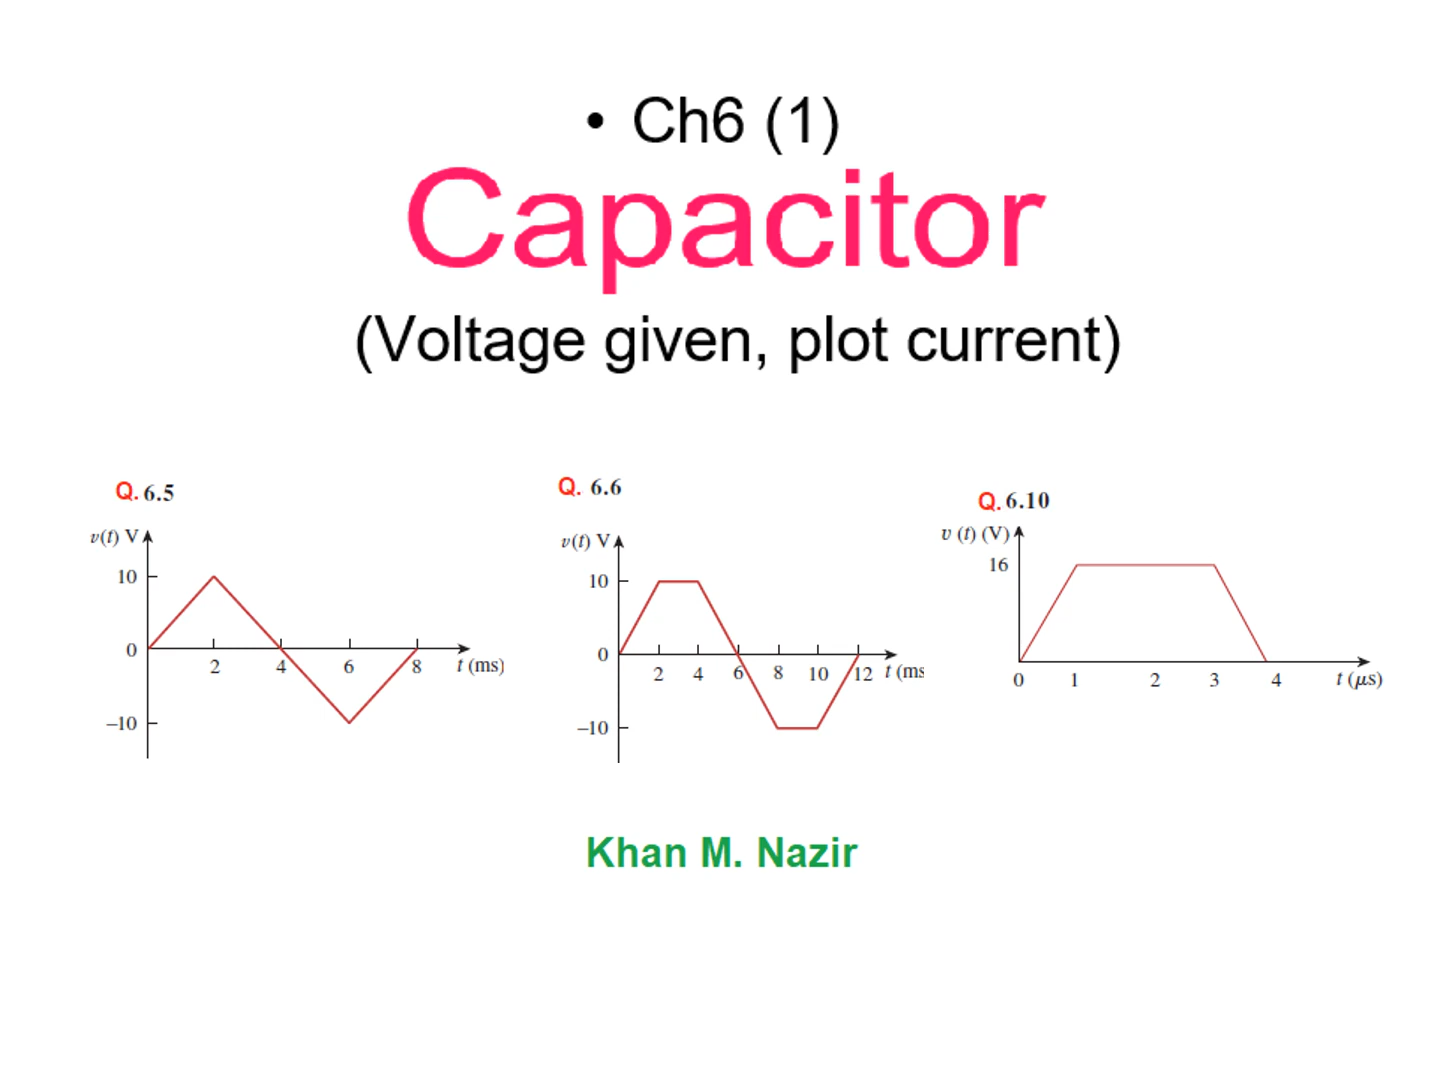 • Ch6 (1)
Capacitor
(Voltage given, plot current)
Q. 6.5
v(t) V
10
0
2 4 6 8 t (ms)
−10
Q. 6.6
v(t) V
10
0
2 4 6 8 10 12 t (ms
−10
Q. 6.10
υ (t) (V)
16
0 1 2 3 4 t (μs)
Khan M. Nazir